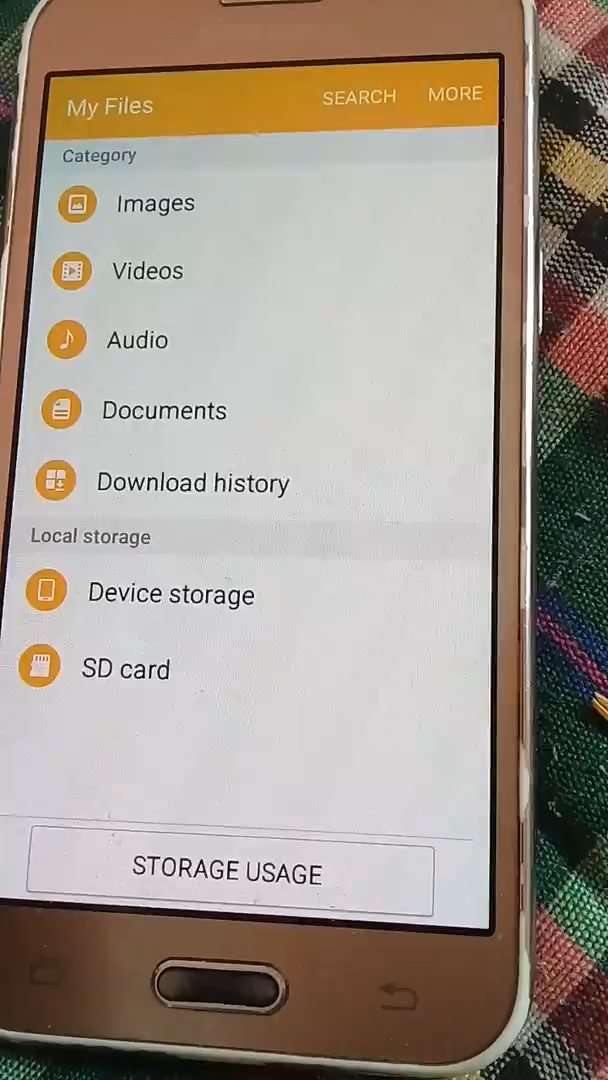 My Files SEARCH MORE
Category
Images
Videos
Audio
Documents
Download history
Local storage
Device storage
SD card
STORAGE USAGE